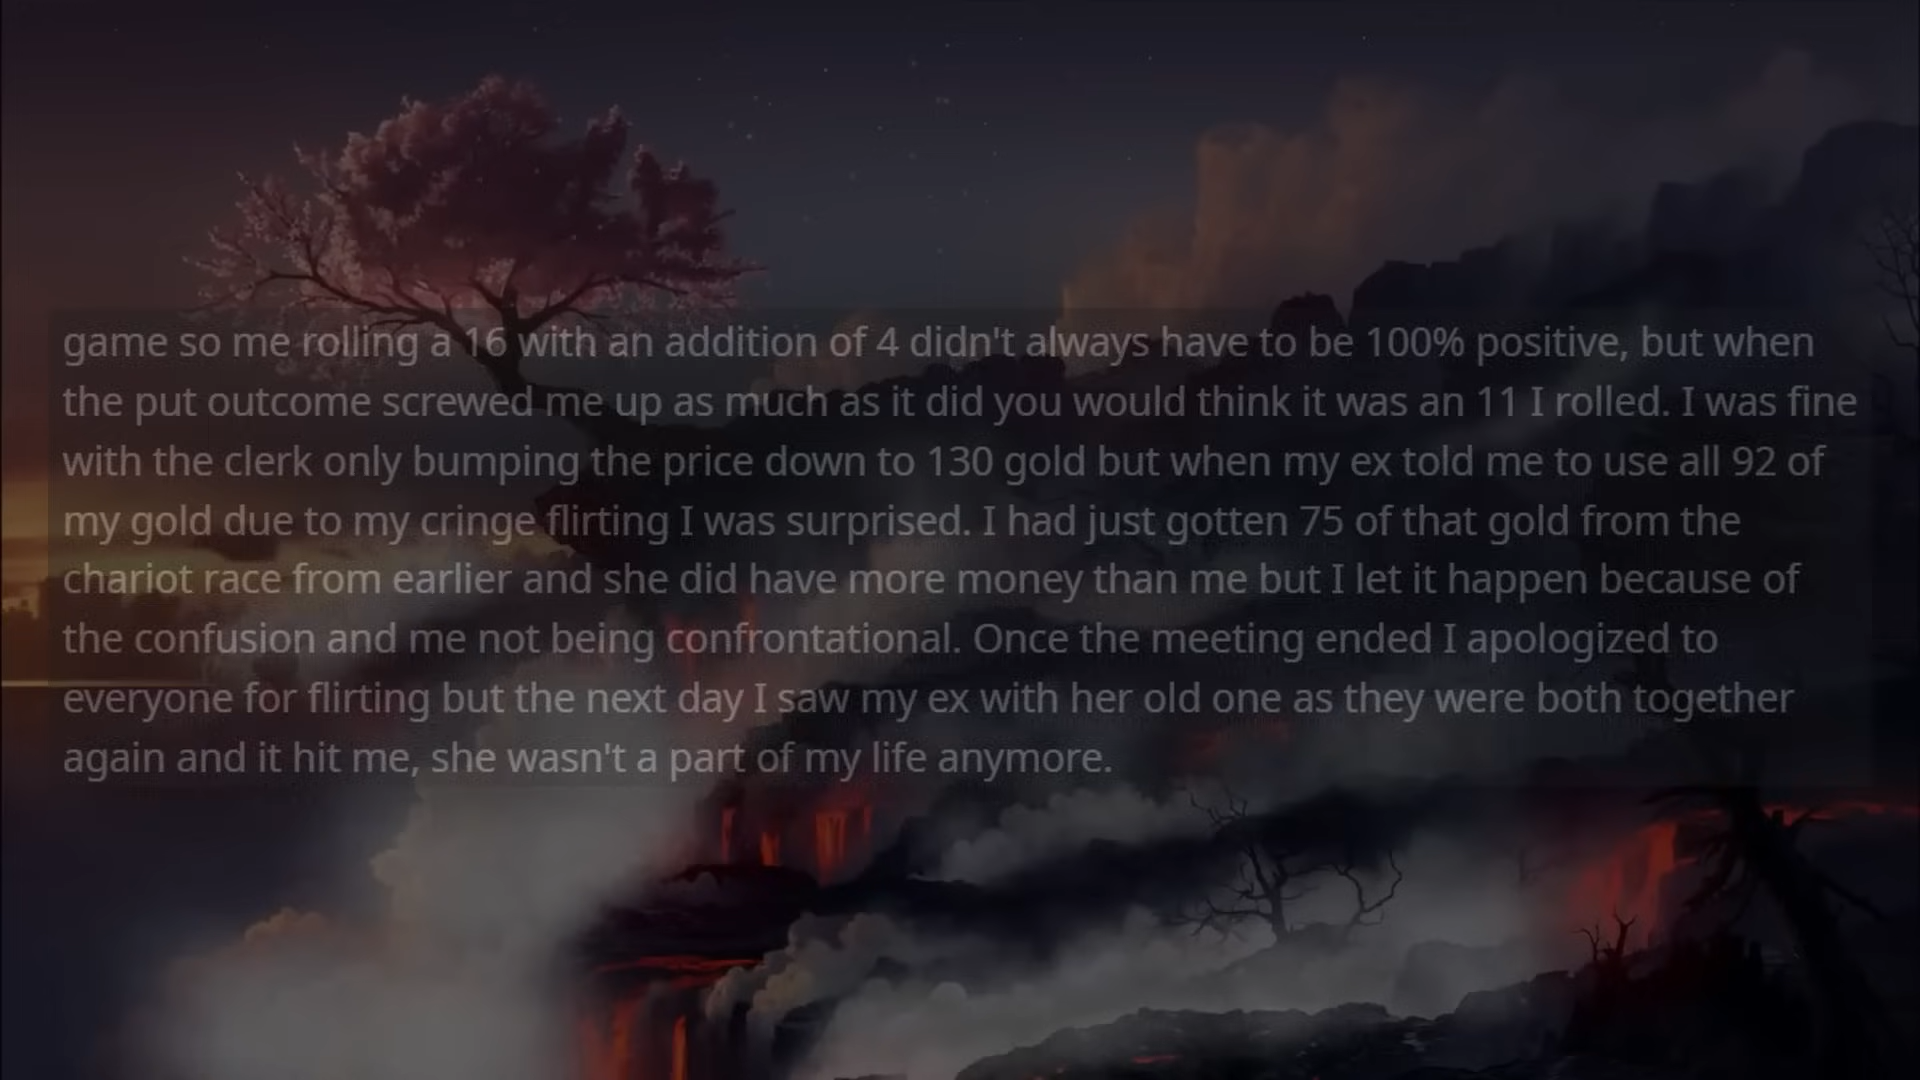 game so me rolling a 16 with an addition of 4 didn't always have to be 100% positive, but when
the put outcome screwed me up as much as it did you would think it was an 11 I rolled. I was fine
with the clerk only bumping the price down to 130 gold but when my ex told me to use all 92 of
my gold due to my cringe flirting I was surprised. I had just gotten 75 of that gold from the
chariot race from earlier and she did have more money than me but I let it happen because of
the confusion and me not being confrontational. Once the meeting ended I apologized to
everyone for flirting but the next day I saw my ex with her old one as they were both together
again and it hit me, she wasn't a part of my life anymore.